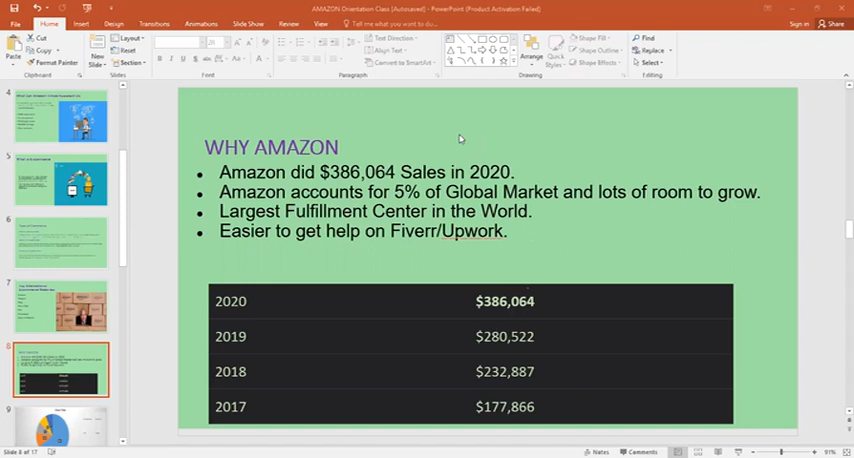 AMAZON Orientation Class [Autosaved] - PowerPoint (Product Activation Failed)
File Home Insert Design Transitions Animations Slide Show Review View Tell me what you want to do... Sign in Share
Cut
Copy
Format Painter
Paste
Clipboard
New Slide
Layout
Reset
Section
Slides
Font
Text Direction
Align Text
Convert to SmartArt
Paragraph
Arrange
Quick Styles
Shape Fill
Shape Outline
Shape Effects
Drawing
Find
Replace
Select
Editing
4
5
6
7
8
9
WHY AMAZON
Amazon did $386,064 Sales in 2020.
Amazon accounts for 5% of Global Market and lots of room to grow.
Largest Fulfillment Center in the World.
Easier to get help on Fiverr/Upwork.
2020 $386,064
2019 $280,522
2018 $232,887
2017 $177,866
Slide 8 of 17
Notes
Comments
91%